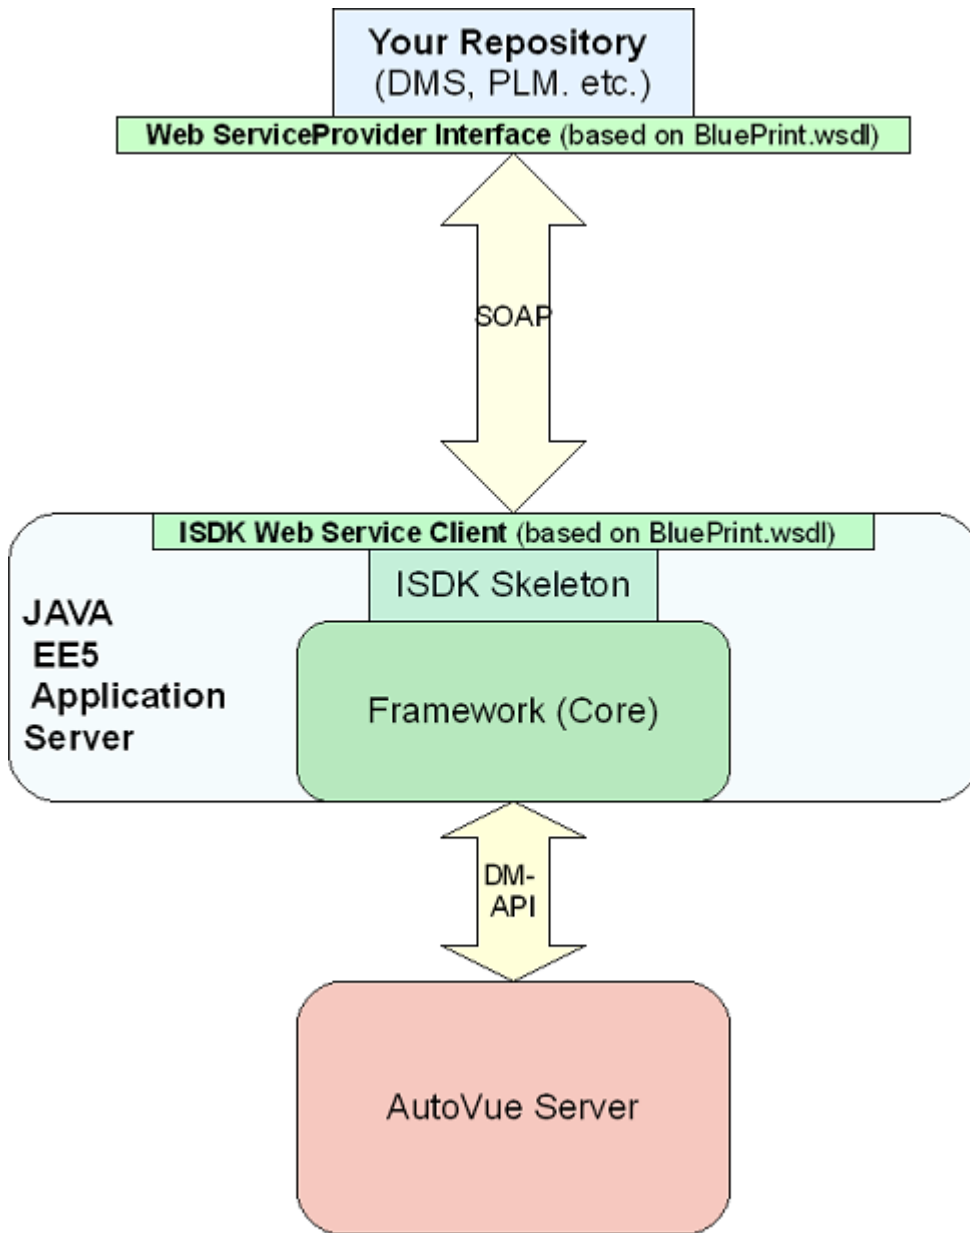 Your Repository
(DMS, PLM. etc.)
Web ServiceProvider Interface (based on BluePrint.wsdl)
SOAP
ISDK Web Service Client (based on BluePrint.wsdl)
ISDK Skeleton
JAVA
EE5
Application
Server
Framework (Core)
DM-
API
AutoVue Server